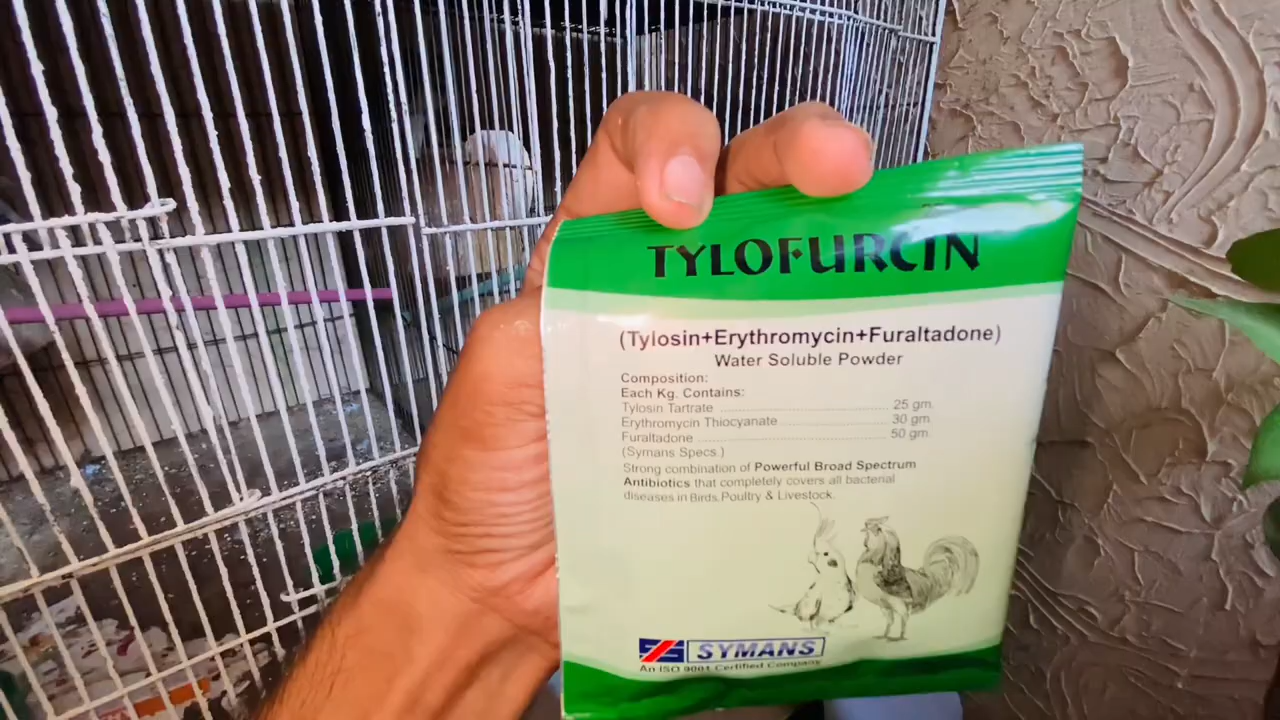 TYLOFURCIN
(Tylosin+Erythromycin+Furaltadone)
Water Soluble Powder
Composition:
Each Kg. Contains:
Tylosin Tartrate ........................................ 25 gm.
Erythromycin Thiocyanate .......................... 30 gm.
Furaltadone ............................................. 50 gm.
(Symans Specs.)
Strong combination of Powerful Broad Spectrum
Antibiotics that completely covers all bacterial
diseases in Birds, Poultry & Livestock.
SYMANS
An ISO 9001 Certified Company